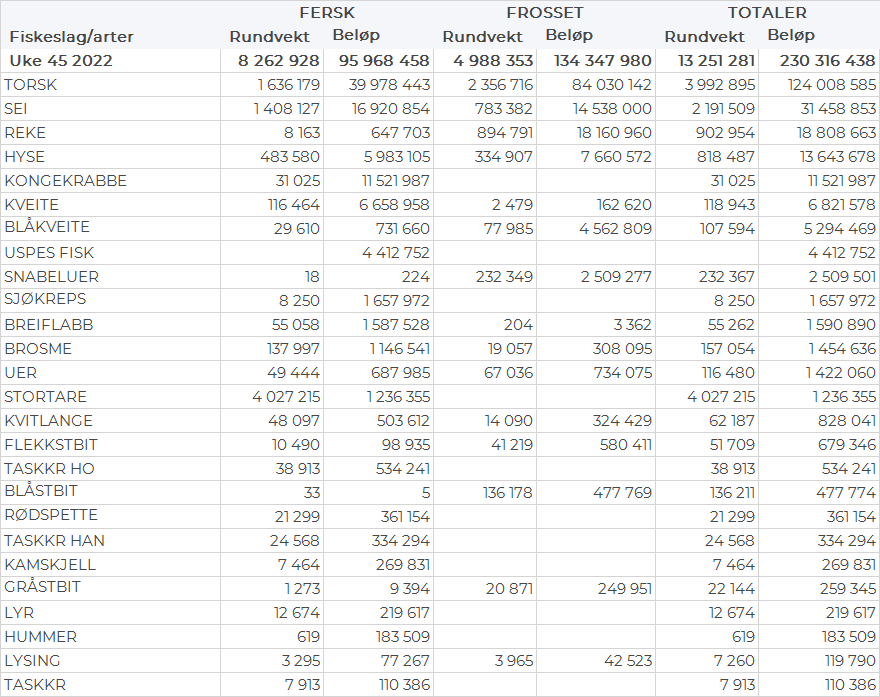 FERSK FROSSET TOTALER
Fiskeslag/arter Rundvekt Beløp Rundvekt Beløp Rundvekt Beløp
Uke 45 2022 8 262 928 95 968 458 4 988 353 134 347 980 13 251 281 230 316 438
TORSK 1 636 179 39 978 443 2 356 716 84 030 142 3 992 895 124 008 585
SEI 1 408 127 16 920 854 783 382 14 538 000 2 191 509 31 458 853
REKE 8 163 647 703 894 791 18 160 960 902 954 18 808 663
HYSE 483 580 5 983 105 334 907 7 660 572 818 487 13 643 678
KONGEKRABBE 31 025 11 521 987 31 025 11 521 987
KVEITE 116 464 6 658 958 2 479 162 620 118 943 6 821 578
BLÅKVEITE 29 610 731 660 77 985 4 562 809 107 594 5 294 469
USPES FISK 4 412 752 4 412 752
SNABELUER 18 224 232 349 2 509 277 232 367 2 509 501
SJØKREPS 8 250 1 657 972 8 250 1 657 972
BREIFLABB 55 058 1 587 528 204 3 362 55 262 1 590 890
BROSME 137 997 1 146 541 19 057 308 095 157 054 1 454 636
UER 49 444 687 985 67 036 734 075 116 480 1 422 060
STORTARE 4 027 215 1 236 355 4 027 215 1 236 355
KVITLANGE 48 097 503 612 14 090 324 429 62 187 828 041
FLEKKSTBIT 10 490 98 935 41 219 580 411 51 709 679 346
TASKKR HO 38 913 534 241 38 913 534 241
BLÅSTBIT 33 5 136 178 477 769 136 211 477 774
RØDSPETTE 21 299 361 154 21 299 361 154
TASKKR HAN 24 568 334 294 24 568 334 294
KAMSKJELL 7 464 269 831 7 464 269 831
GRÅSTBIT 1 273 9 394 20 871 249 951 22 144 259 345
LYR 12 674 219 617 12 674 219 617
HUMMER 619 183 509 619 183 509
LYSING 3 295 77 267 3 965 42 523 7 260 119 790
TASKKR 7 913 110 386 7 913 110 386